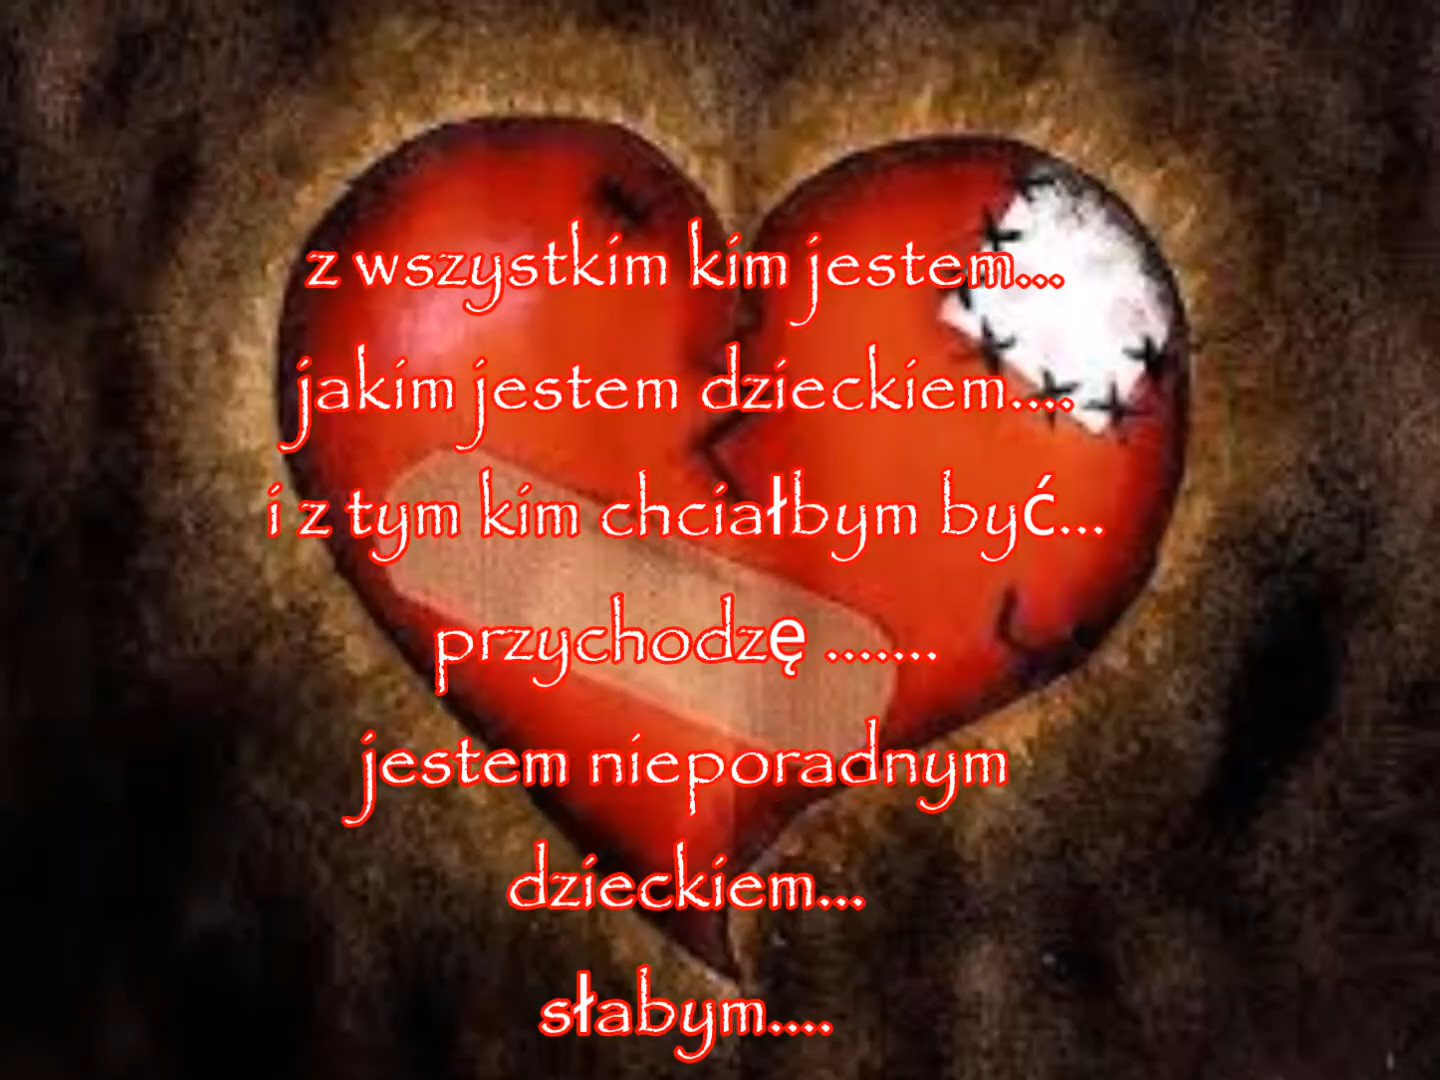 z wszystkim kim jestem...
jakim jestem dzieckiem....
i z tym kim chciałbym być...
przychodzę .......
jestem nieporadnym
dzieckiem...
słabym....